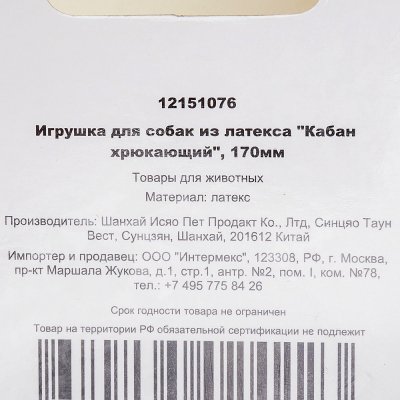 12151076
Игрушка для собак из латекса "Кабан
хрюкающий", 170мм
Товары для животных
Материал: латекс
Производитель: Шанхай Исяо Пет Продакт Ко., Лтд, Синцяо Таун
Вест, Сунцзян, Шанхай, 201612 Китай
Импортер и продавец: ООО "Интермекс", 123308, РФ, г. Москва,
пр-кт Маршала Жукова, д.1, стр.1, антр. №2, пом. I, ком. №78,
тел.: +7 495 775 84 26
Срок годности товара не ограничен
Товар на территории РФ обязательной сертификации не подлежит